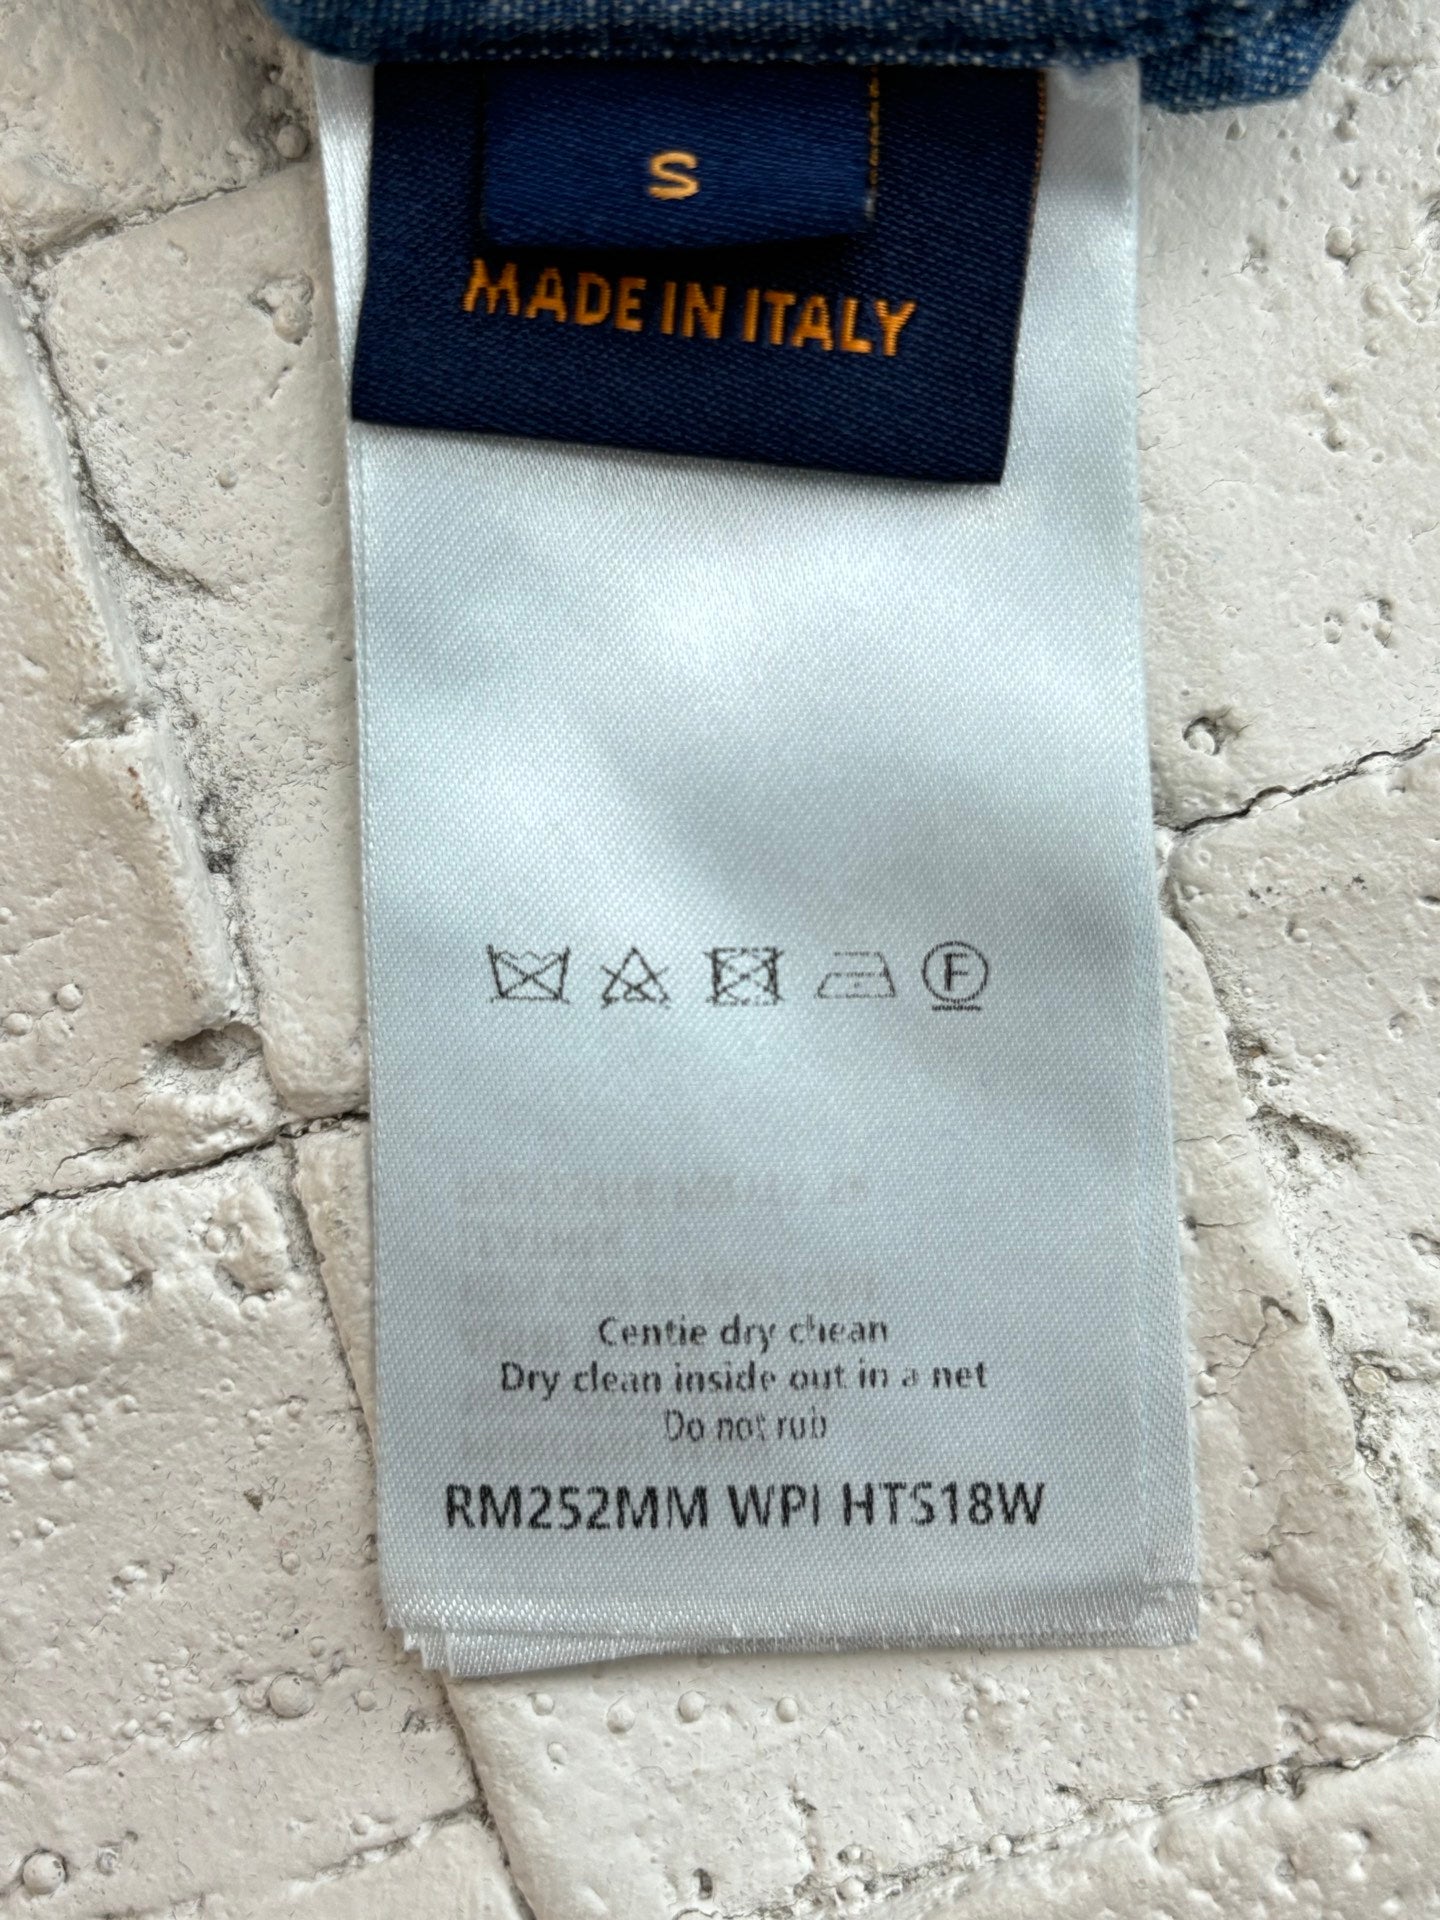 S
MADE IN ITALY
F
Centie dry chean
Dry clean inside out in a net
Do not rub
RM252MM WPI HTS18W